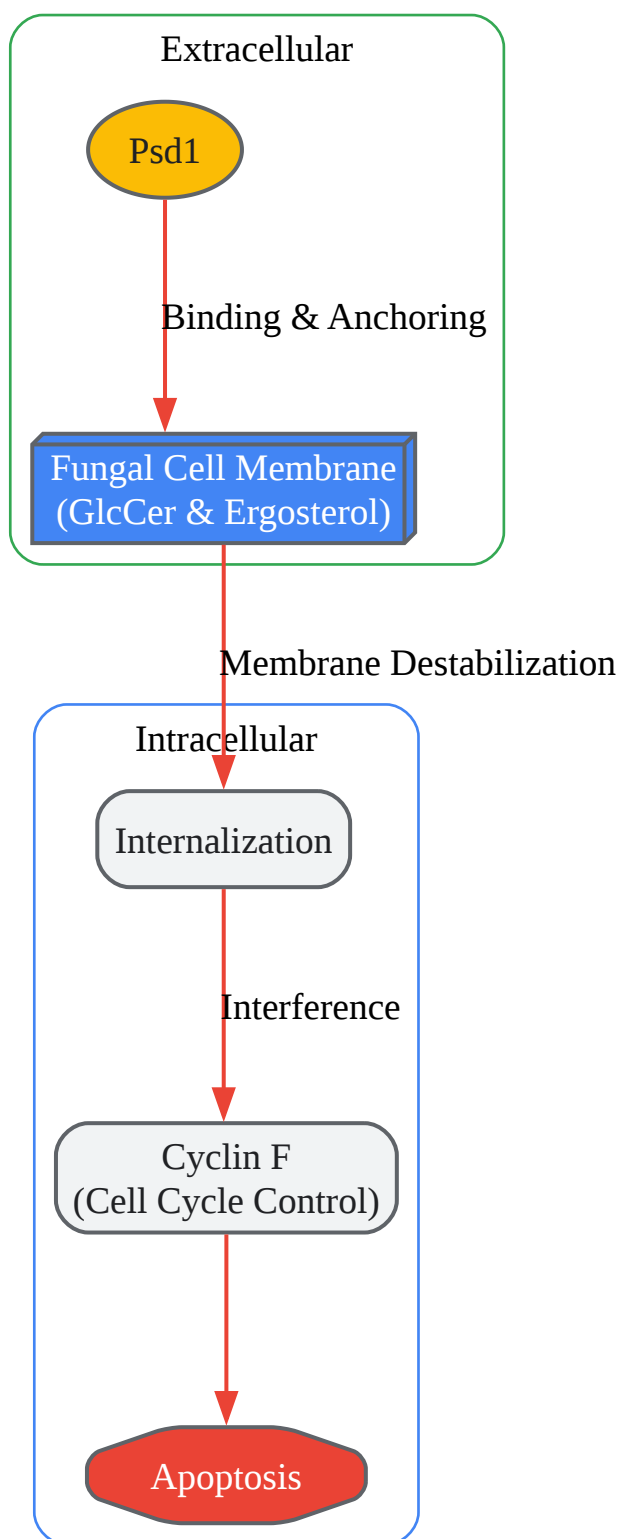 Extracellular
Psd1
Binding & Anchoring
Fungal Cell Membrane
(GlcCer & Ergosterol)
Membrane Destabilization
Intracellular
Internalization
Interference
Cyclin F
(Cell Cycle Control)
Apoptosis